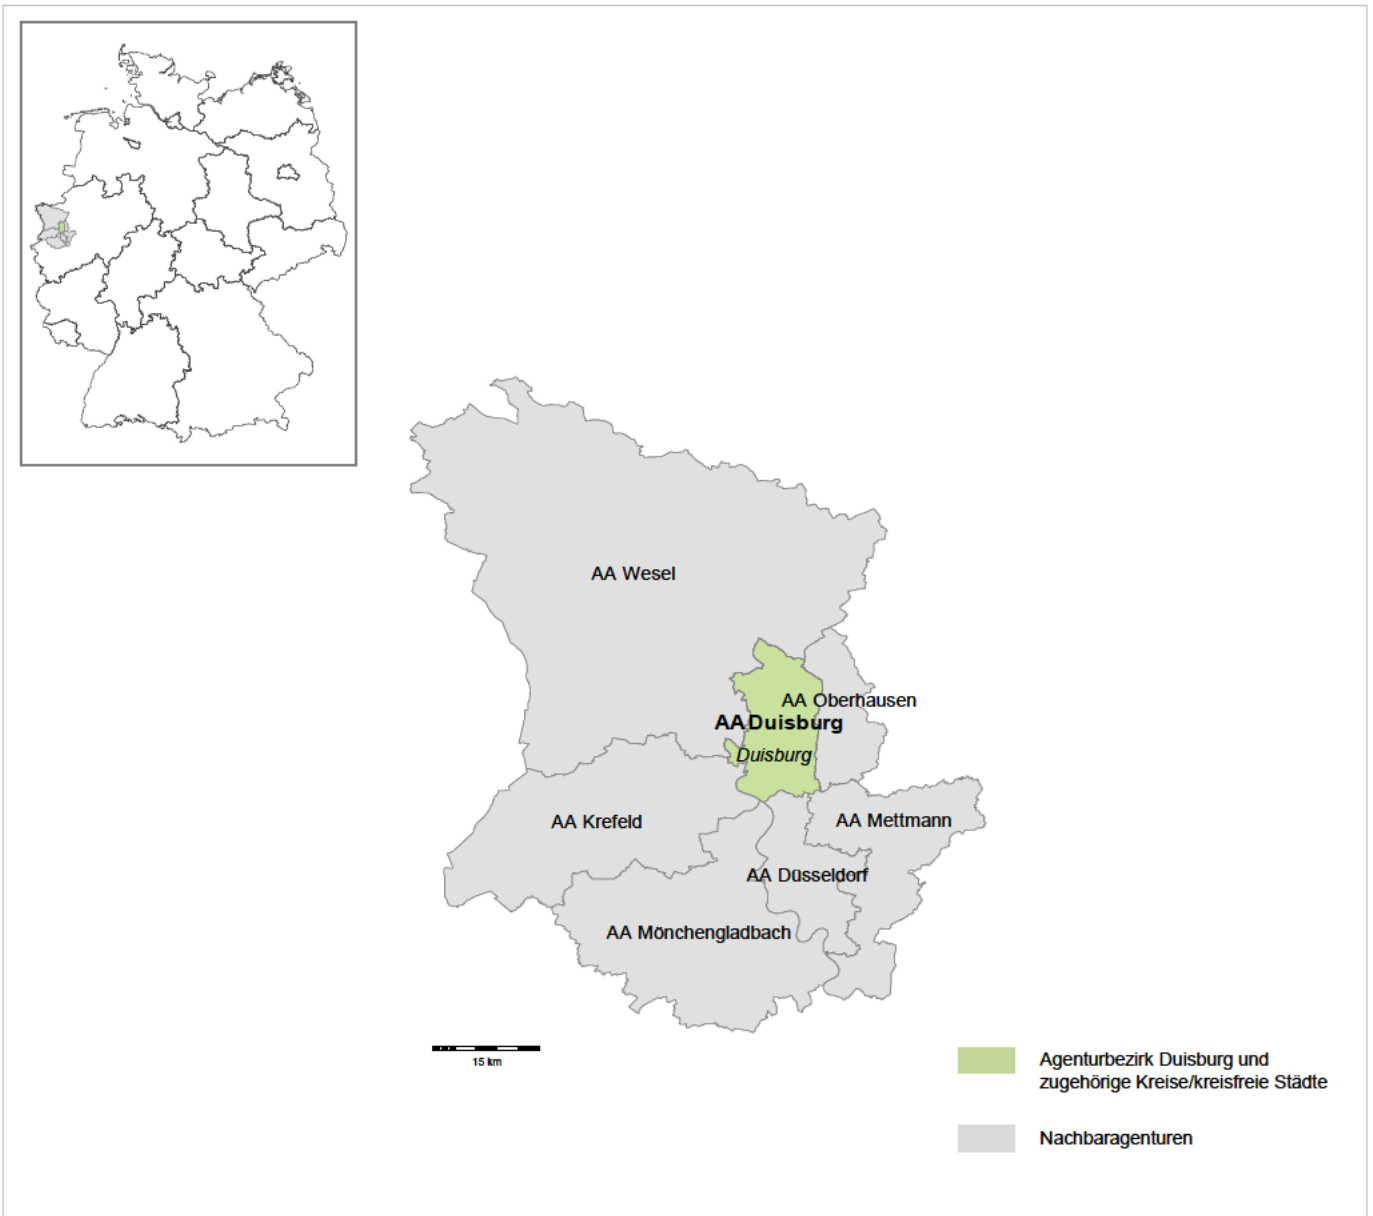 AA Wesel
AA Oberhausen
AA Duisburg
Duisburg
AA Krefeld
AA Mettmann
AA Düsseldorf
AA Mönchengladbach
15 km
Agenturbezirk Duisburg und
zugehörige Kreise/kreisfreie Städte
Nachbaragenturen